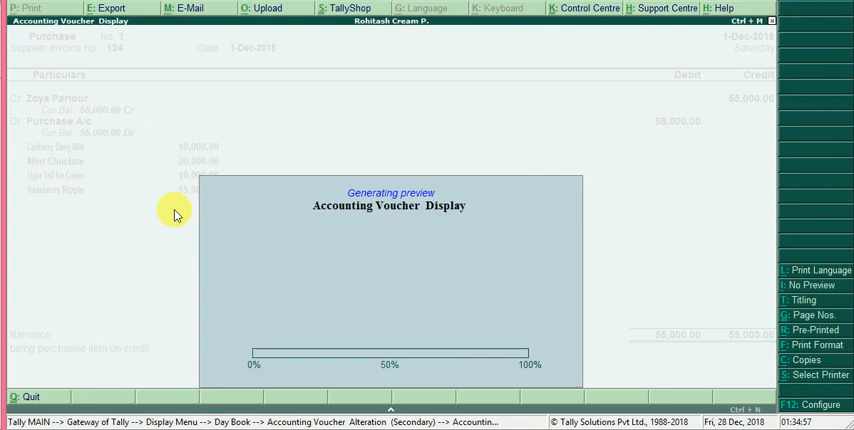 P: Print E: Export M: E-Mail O: Upload S: TallyShop G: Language K: Keyboard K: Control Centre H: Support Centre H: Help
Accounting Voucher Display Rohitash Cream P. Ctrl + M
Purchase No. 1 1-Dec-2018
Supplier invoice no. 124 Date 1-Dec-2018 Saturday
Particulars Debit Credit
Cr Zoya Parlour 55,000.00
Cur Bal: 55,000.00 Cr
Dr Purchase A/c 55,000.00
Cur Bal: 55,000.00 Dr
Cadbury Dairy Milk 10,000.00
Mint Choclate 20,000.00
10,000.00
Rasberry Ripple
Generating preview
Accounting Voucher Display
0% 50% 100%
Narration 55,000.00 55,000.00
being purchased item on credit
L: Print Language
I: No Preview
T: Titling
G: Page Nos.
R: Pre-Printed
F: Print Format
C: Copies
S: Select Printer
F12: Configure
Q: Quit
Ctrl + N
Tally MAIN --> Gateway of Tally --> Display Menu --> Day Book --> Accounting Voucher Alteration (Secondary) --> Accountin... © Tally Solutions Pvt Ltd., 1988-2018 Fri, 28 Dec, 2018 01:34:57